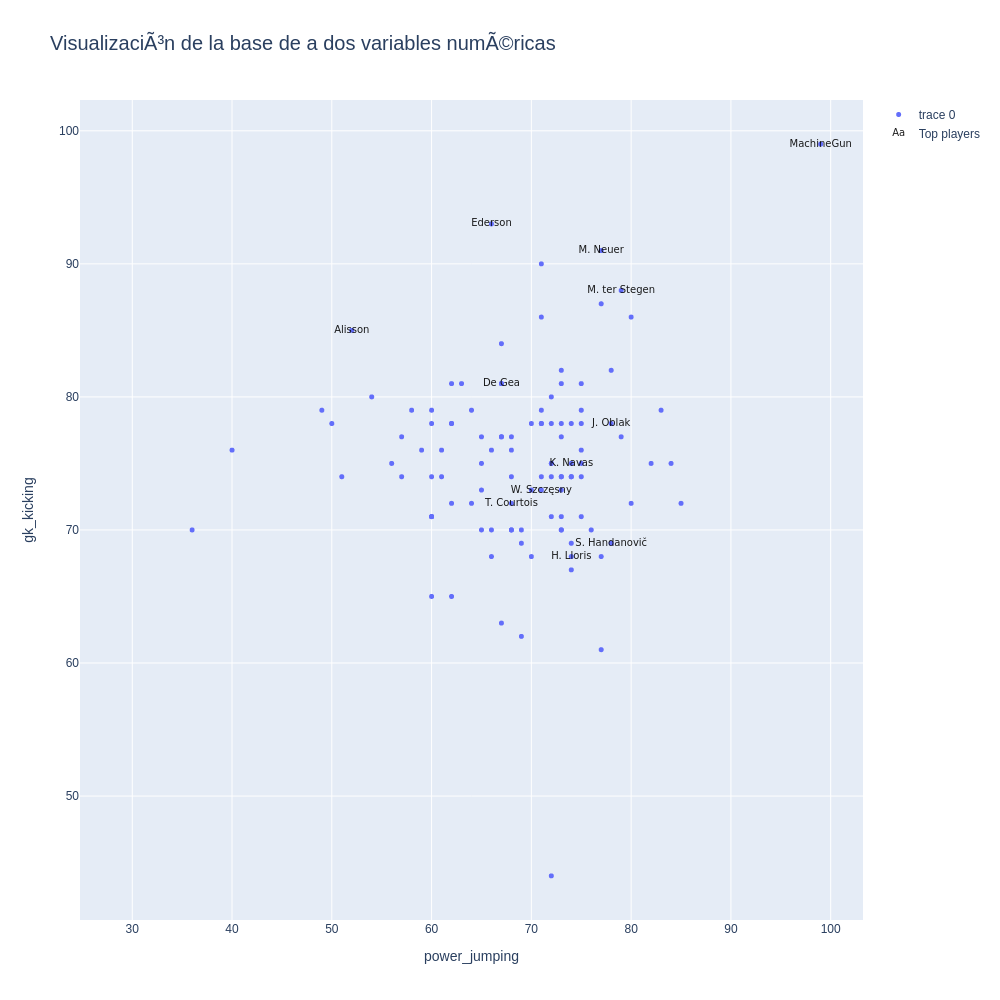 VisualizaciÃ³n de la base de a dos variables numÃ©ricas
trace 0
Aa Top players
100
90
80
70
60
50
gk_kicking
MachineGun
Ederson
M. Neuer
M. ter Stegen
Alisson
De Gea
J. Oblak
K. Navas
W. Szczęsny
T. Courtois
S. Handanovič
H. Lloris
30 40 50 60 70 80 90 100
power_jumping